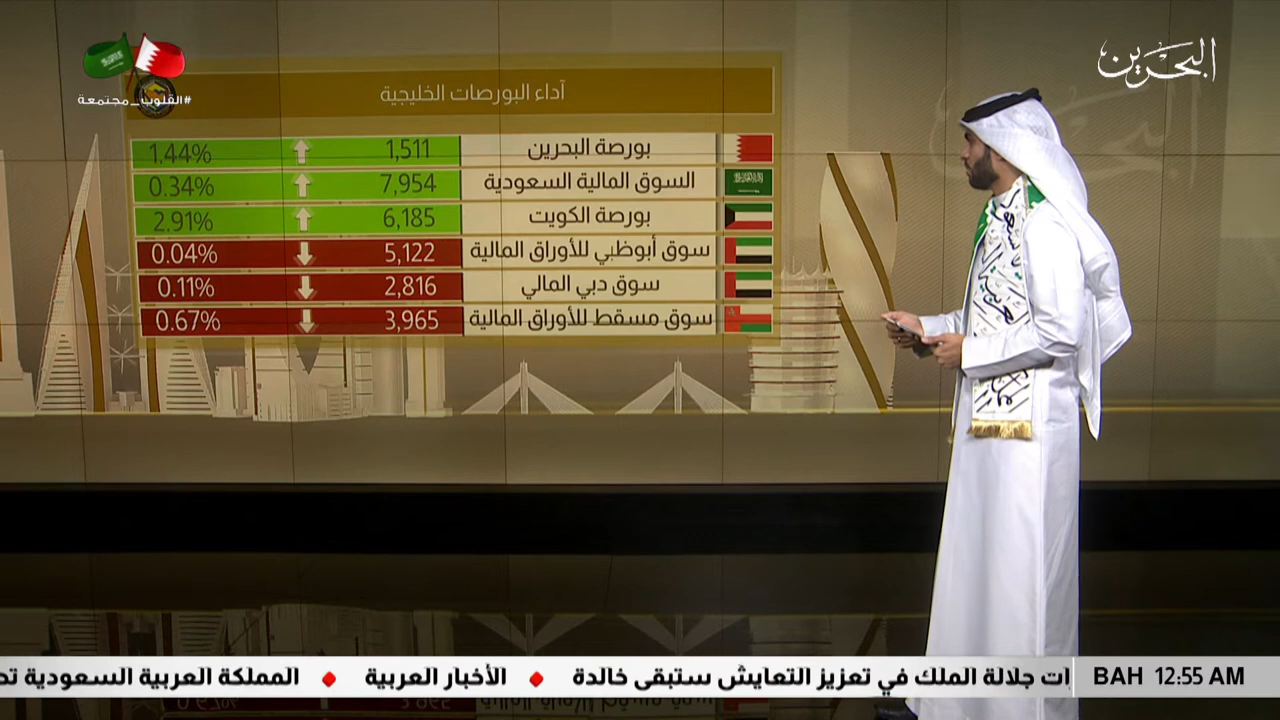 البحرين
#القلوب_مجتمعة
آداء البورصات الخليجية
بورصة البحرين 1,511 1.44%
السوق المالية السعودية 7,954 0.34%
بورصة الكويت 6,185 2.91%
سوق أبوظبي للأوراق المالية 5,122 0.04%
سوق دبي المالي 2,816 0.11%
سوق مسقط للأوراق المالية 3,965 0.67%
BAH 12:55 AM
ات جلالة الملك في تعزيز التعايش ستبقى خالدة ♦ الأخبار العربية ♦ المملكة العربية السعودية تد